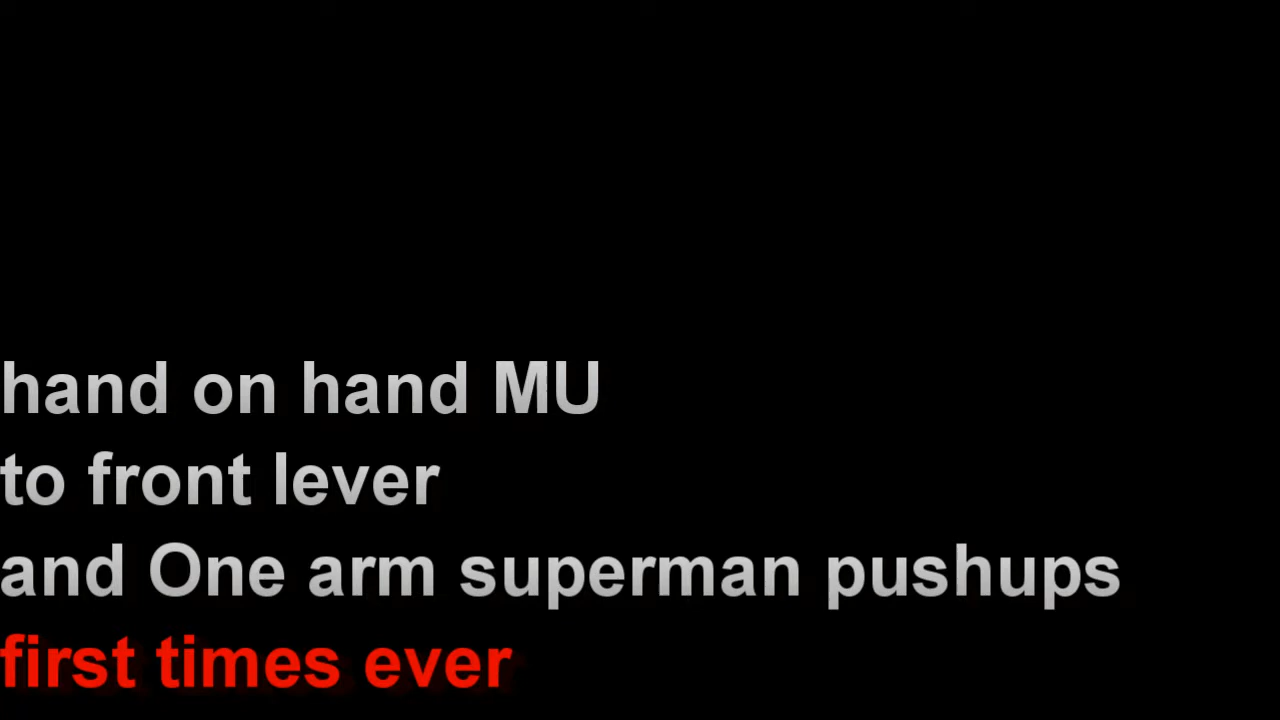 hand on hand MU
to front lever
and One arm superman pushups
first times ever